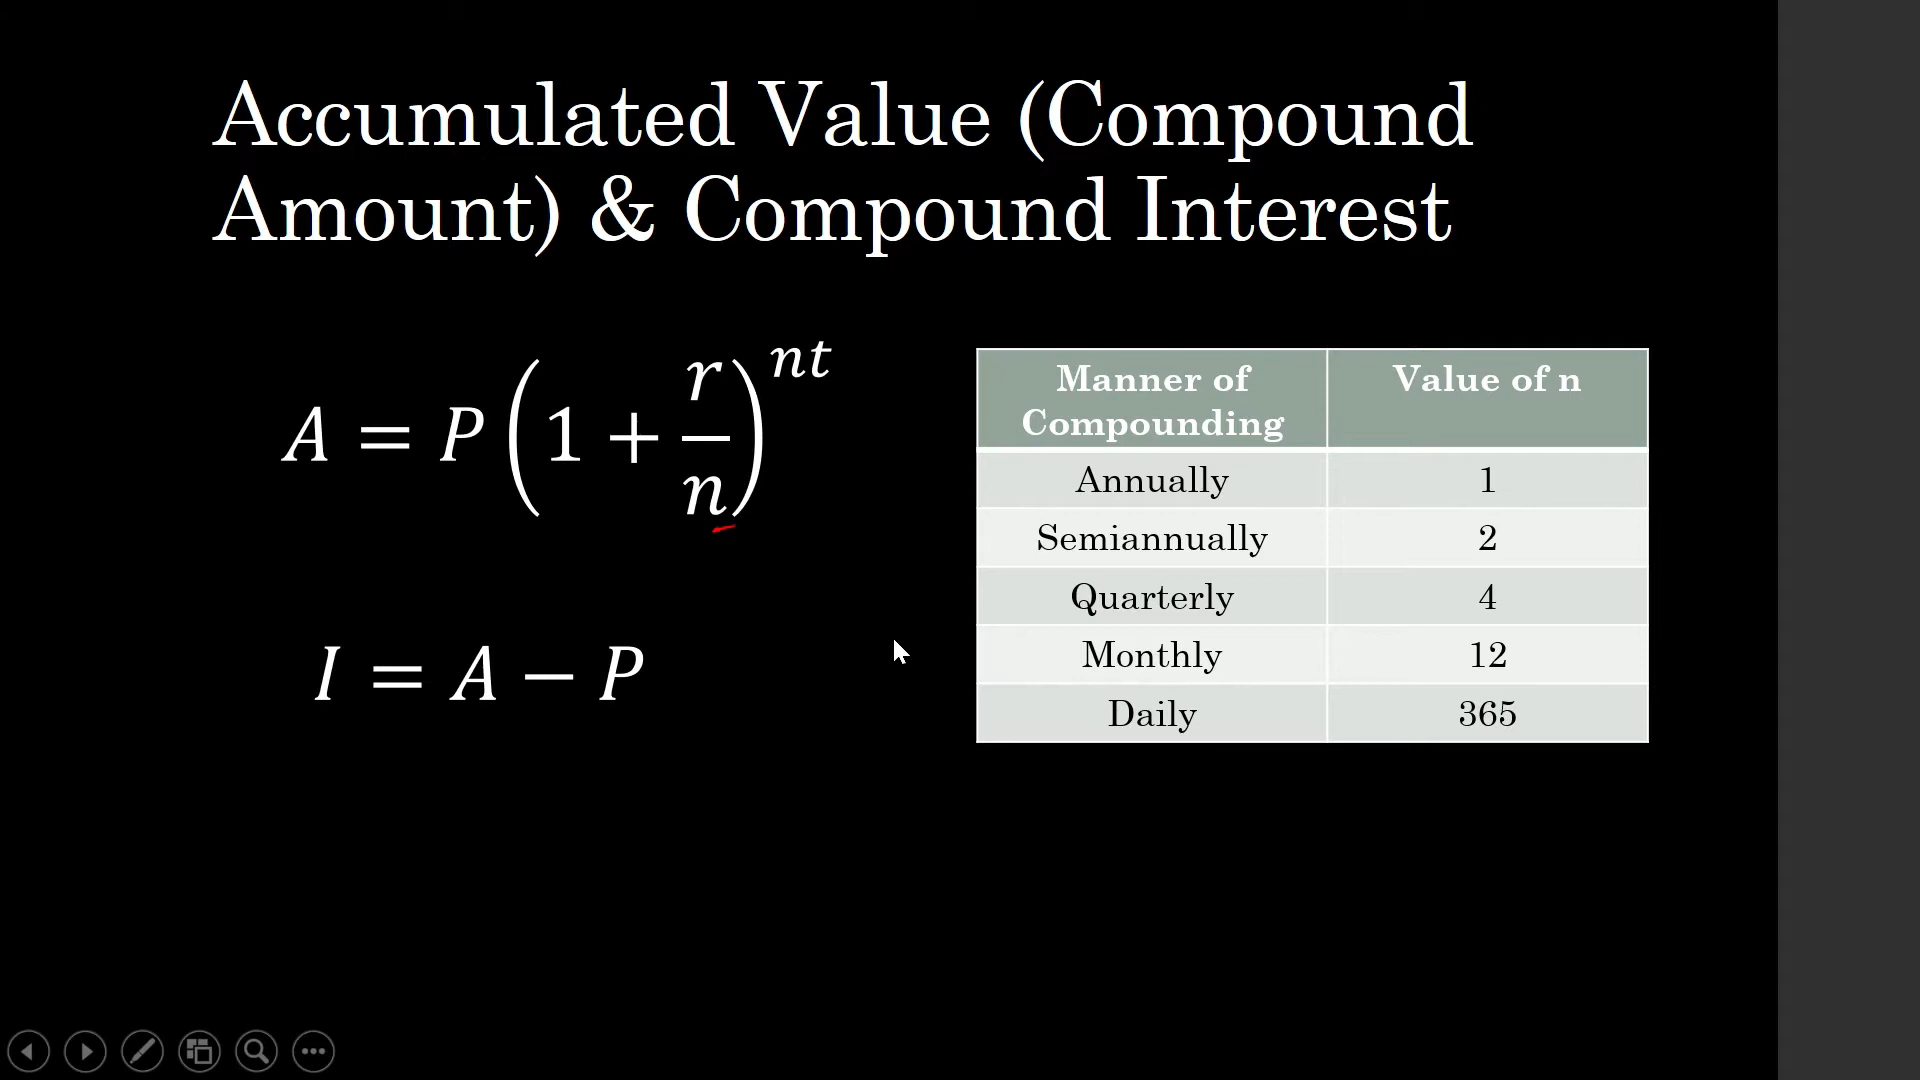 Accumulated Value (Compound
Amount) & Compound Interest
A = P(1 + r/n)^nt
I = A − P
Manner of Compounding | Value of n
Annually | 1
Semiannually | 2
Quarterly | 4
Monthly | 12
Daily | 365